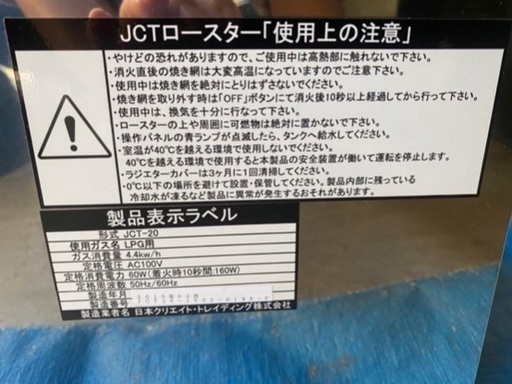 JCTロースター「使用上の注意」
・やけどの恐れがありますので、ご使用中は高熱部に触れないで下さい。
・消火直後の焼き網は大変高温になっていますのでご注意下さい。
・使用中は焼き網を絶対にとりはずさないで下さい。
・焼き網を取り外す時は「OFF」ボタンにて消火後10秒以上経過してから行って下さい。
・使用中は、換気を十分に行なって下さい。
・ロースターの上や周囲に可燃物は絶対に置かないで下さい。
・操作パネルの青ランプが点滅したら、タンクへ給水してください。
・室温が40℃を越える環境で使用しないでください。
40℃を越える環境で使用すると本製品の安全装置が働いて運転を停止します。
・ラジエターカバーは3ヶ月に1回清掃してください。
・0℃以下の場所を避けて設置・保管してください。製品内部に残っている
冷却水が凍るなど製品に異常が発生するおそれがあります。
製品表示ラベル
形式 JCT-20
使用ガス名 LPG用
ガス消費量 4.4kw/h
定格電圧 AC100V
定格消費電力 60W(着火時10秒間:160W)
定格周波数 50Hz/60Hz
製造年月
製造番号
製造業者名 日本クリエイト・トレイディング株式会社